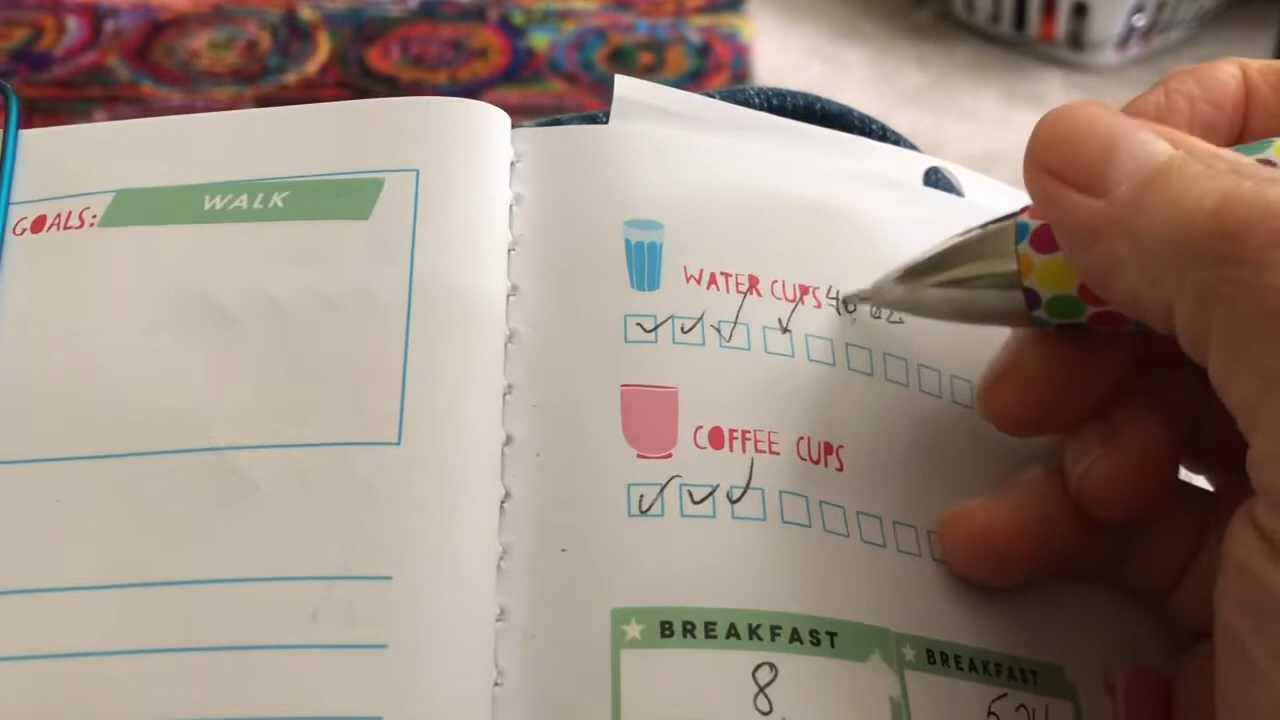 GOALS: WALK
WATER CUPS 40 oz.
COFFEE CUPS
BREAKFAST
8
BREAKFAST